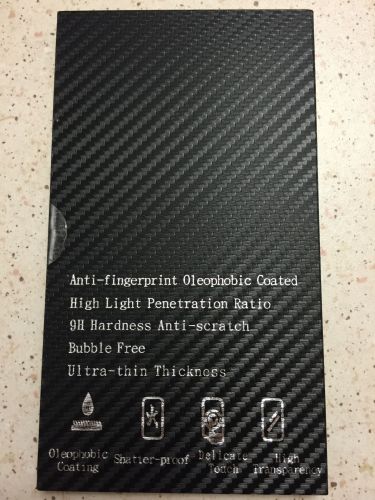 Anti-fingerprint Oleophobic Coated
High Light Penetration Ratio
9H Hardness Anti-scratch
Bubble Free
Ultra-thin Thickness
Oleophobic Coating
Shatter-proof
Delicate Touch
High Transparency